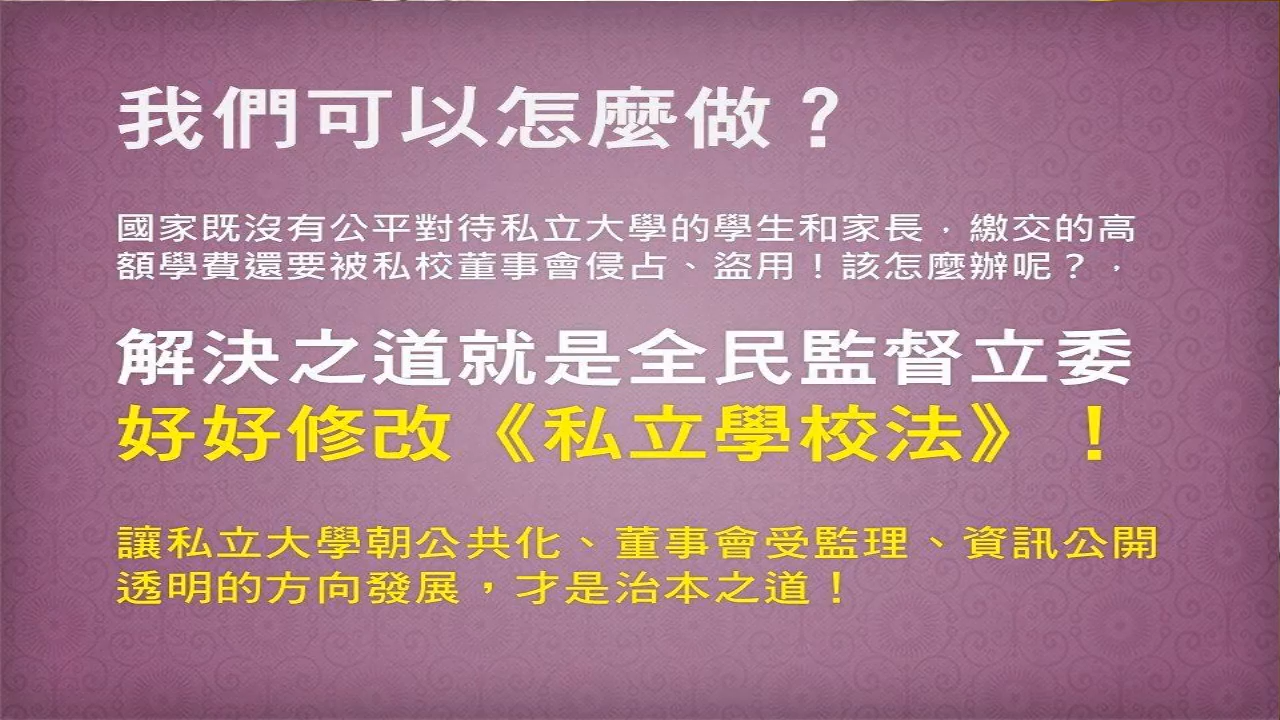 我們可以怎麼做？
國家既沒有公平對待私立大學的學生和家長，繳交的高
額學費還要被私校董事會侵占、盜用！該怎麼辦呢？，
解決之道就是全民監督立委
好好修改《私立學校法》！
讓私立大學朝公共化、董事會受監理、資訊公開
透明的方向發展，才是治本之道！